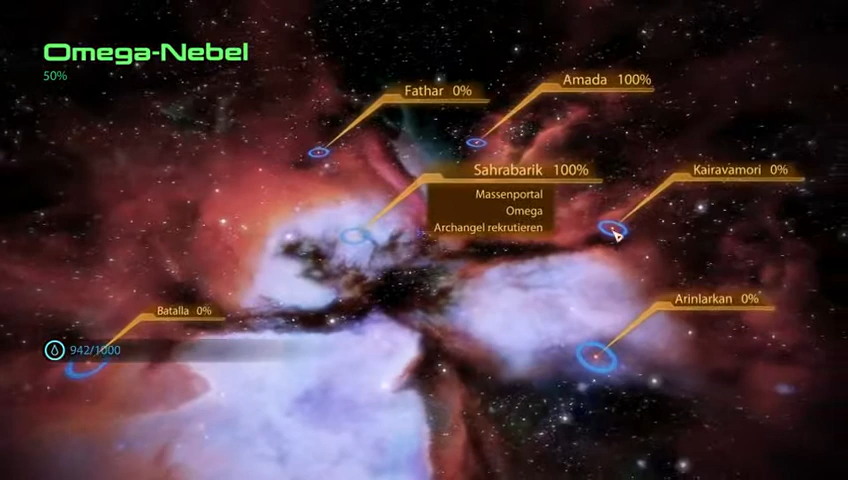 Omega-Nebel
50%
Fathar 0%
Amada 100%
Sahrabarik 100%
Massenportal
Omega
Archangel rekrutieren
Kairavamori 0%
Arinlarkan 0%
Batalla 0%
942/1000